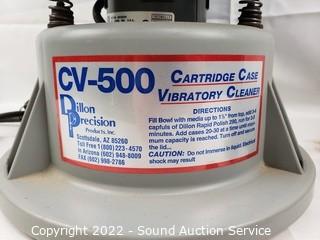 CV-500
CARTRIDGE CASE
VIBRATORY CLEANER
Dillon
Precision
Products, Inc.
Scottsdale, AZ 85260
Toll Free 1 (800) 223-4570
In Arizona (602) 948-8009
FAX (602) 998-2786
DIRECTIONS
Fill Bowl with media up to 1½" from top, add 3-4
capfuls of Dillon Rapid Polish 290, run for 2-3
minutes. Add cases 20-30 at a time until
mum capacity is reached. Turn off and secure
the lid...
CAUTION: Do not immerse in liquid. Electrical
shock may result.
Copyright 2022 - Sound Auction Service